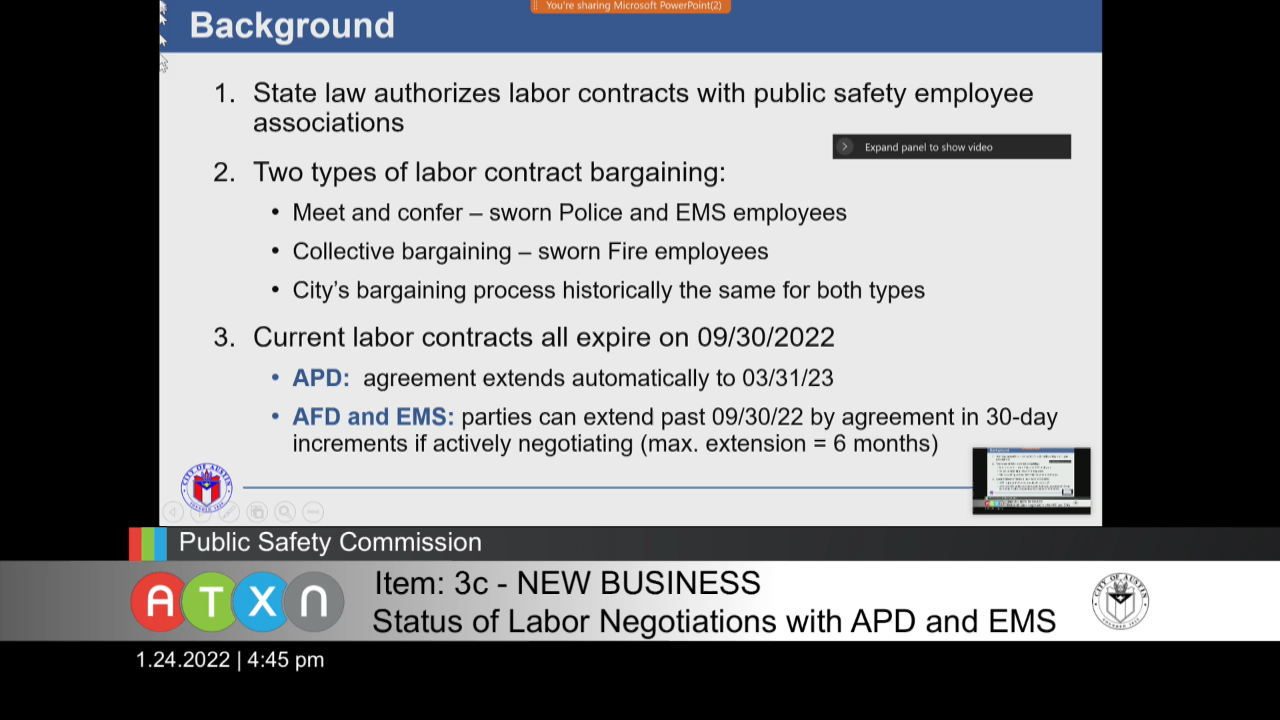 You're sharing Microsoft PowerPoint(2)
Background
1. State law authorizes labor contracts with public safety employee
associations
Expand panel to show video
2. Two types of labor contract bargaining:
• Meet and confer – sworn Police and EMS employees
• Collective bargaining – sworn Fire employees
• City's bargaining process historically the same for both types
3. Current labor contracts all expire on 09/30/2022
• APD: agreement extends automatically to 03/31/23
• AFD and EMS: parties can extend past 09/30/22 by agreement in 30-day
increments if actively negotiating (max. extension = 6 months)
CITY OF AUSTIN
Public Safety Commission
ATXN
Item: 3c - NEW BUSINESS
Status of Labor Negotiations with APD and EMS
CITY OF AUSTIN
1.24.2022 | 4:45 pm